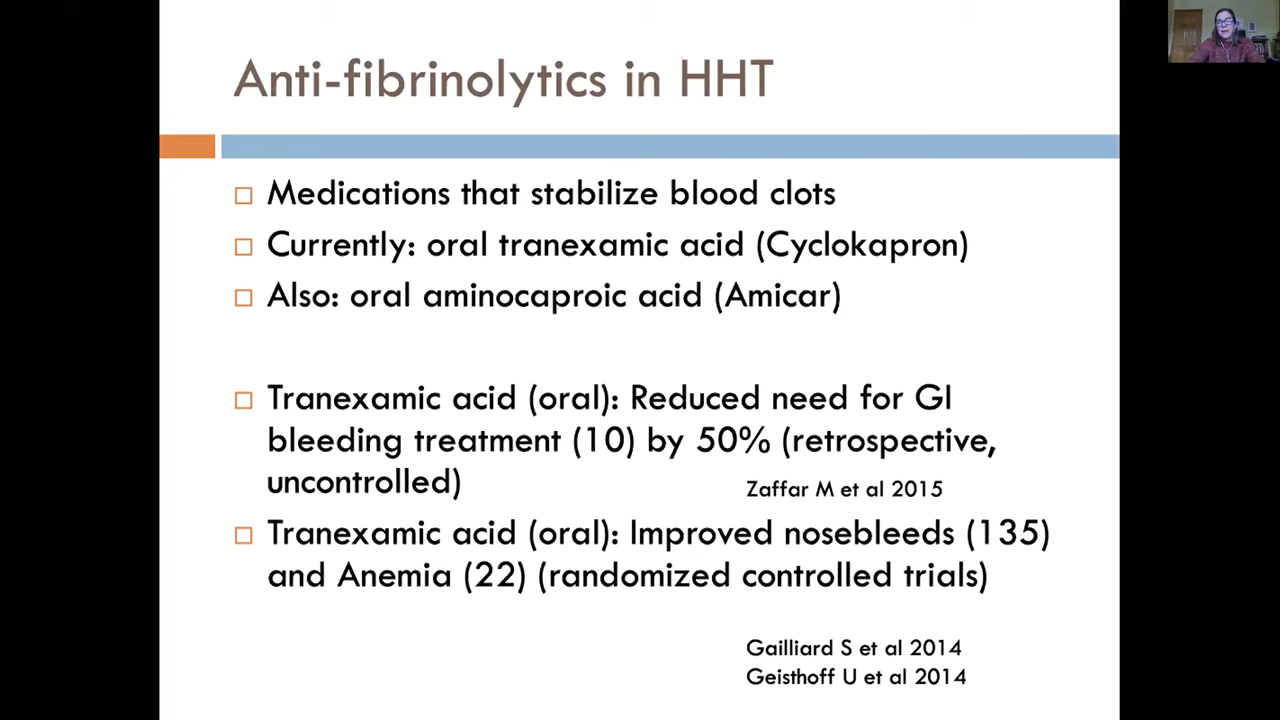 Anti-fibrinolytics in HHT
Medications that stabilize blood clots
Currently: oral tranexamic acid (Cyclokapron)
Also: oral aminocaproic acid (Amicar)
Tranexamic acid (oral): Reduced need for GI
bleeding treatment (10) by 50% (retrospective,
uncontrolled)
Zaffar M et al 2015
Tranexamic acid (oral): Improved nosebleeds (135)
and Anemia (22) (randomized controlled trials)
Gailliard S et al 2014
Geisthoff U et al 2014